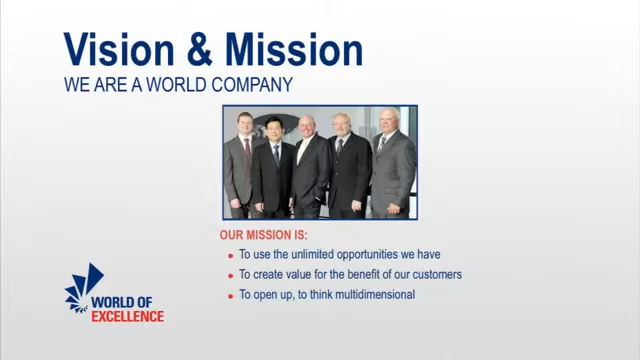 Vision & Mission
WE ARE A WORLD COMPANY
OUR MISSION IS:
To use the unlimited opportunities we have
To create value for the benefit of our customers
To open up, to think multidimensional
WORLD OF
EXCELLENCE